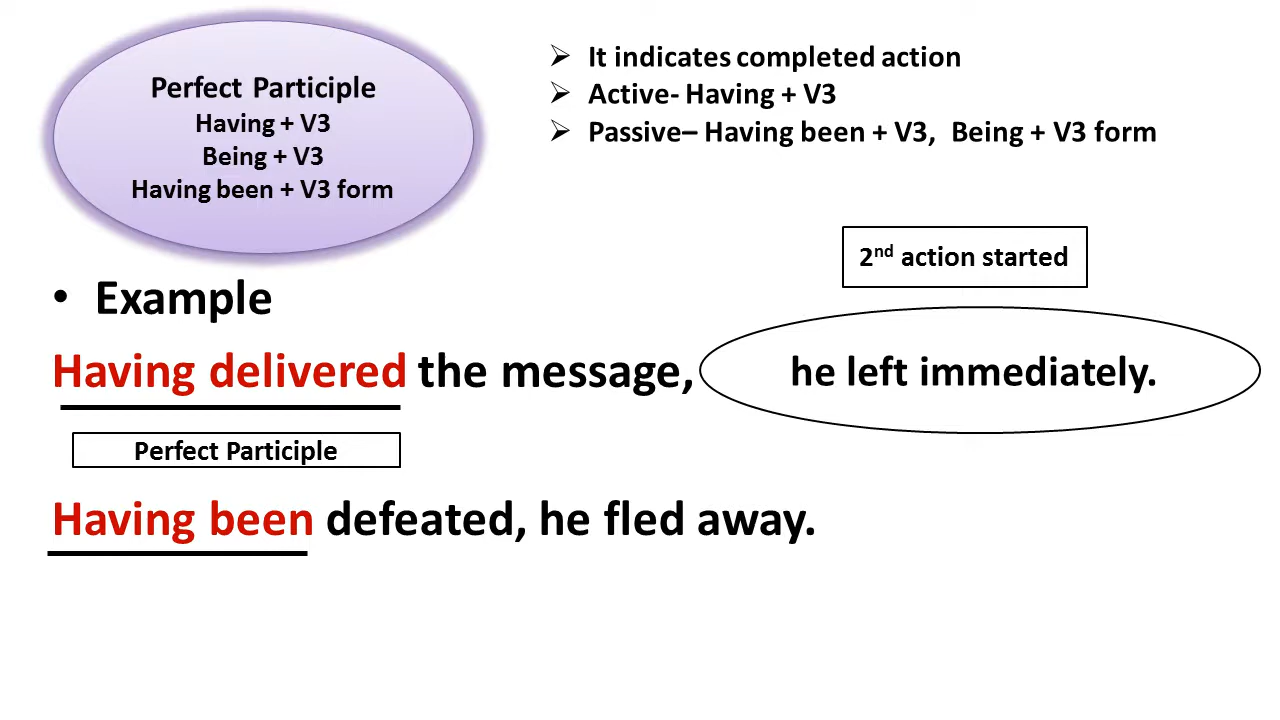 Perfect Participle
Having + V3
Being + V3
Having been + V3 form
➢ It indicates completed action
➢ Active- Having + V3
➢ Passive– Having been + V3, Being + V3 form
2nd action started
• Example
Having delivered the message, he left immediately.
Perfect Participle
Having been defeated, he fled away.